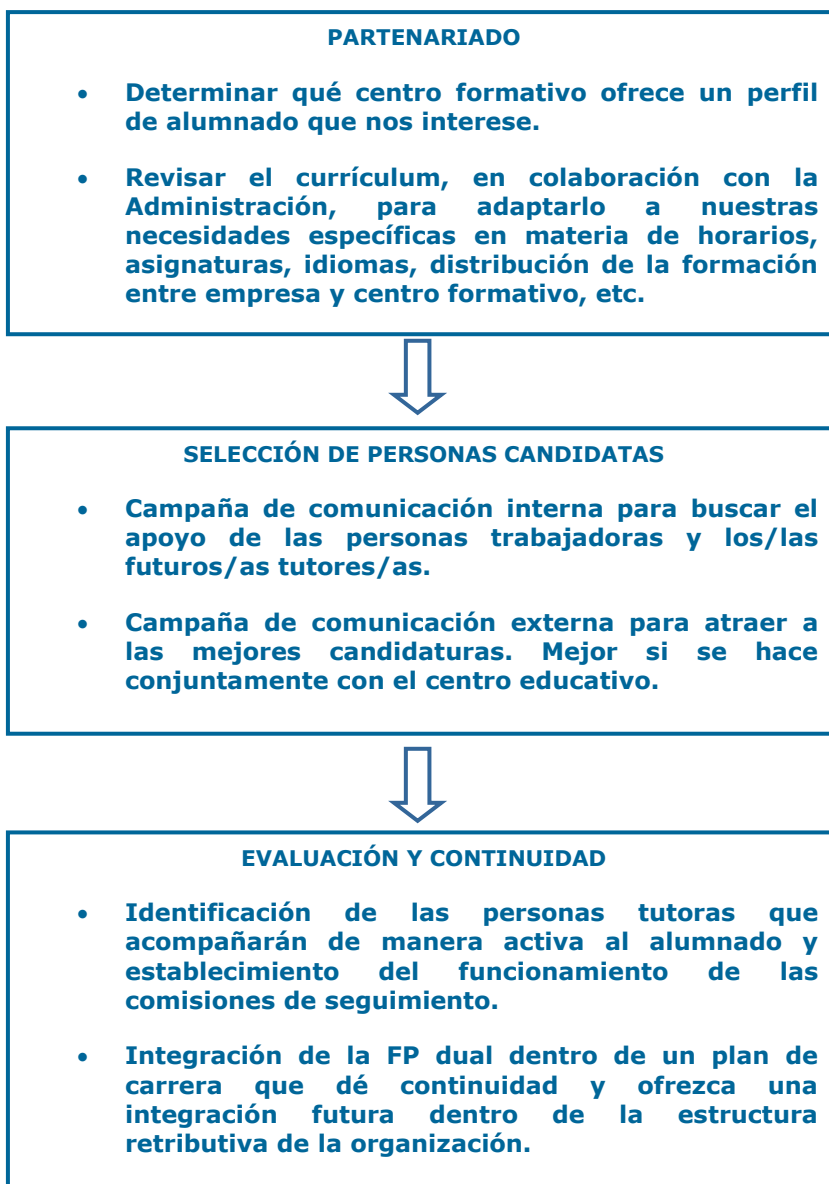 PARTENARIADO
• Determinar qué centro formativo ofrece un perfil
de alumnado que nos interese.
• Revisar el currículum, en colaboración con la
Administración, para adaptarlo a nuestras
necesidades específicas en materia de horarios,
asignaturas, idiomas, distribución de la formación
entre empresa y centro formativo, etc.
SELECCIÓN DE PERSONAS CANDIDATAS
• Campaña de comunicación interna para buscar el
apoyo de las personas trabajadoras y los/las
futuros/as tutores/as.
• Campaña de comunicación externa para atraer a
las mejores candidaturas. Mejor si se hace
conjuntamente con el centro educativo.
EVALUACIÓN Y CONTINUIDAD
• Identificación de las personas tutoras que
acompañarán de manera activa al alumnado y
establecimiento del funcionamiento de las
comisiones de seguimiento.
• Integración de la FP dual dentro de un plan de
carrera que dé continuidad y ofrezca una
integración futura dentro de la estructura
retributiva de la organización.